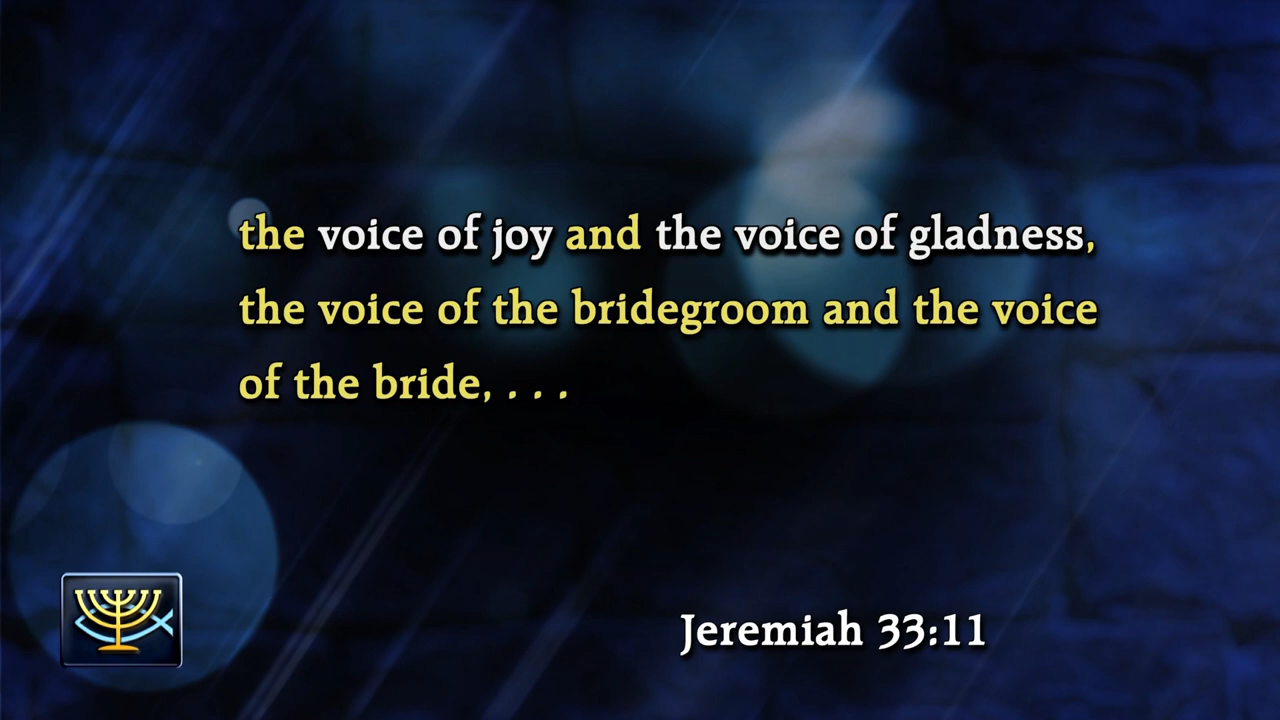 the voice of joy and the voice of gladness,
the voice of the bridegroom and the voice
of the bride, . . .
Jeremiah 33:11